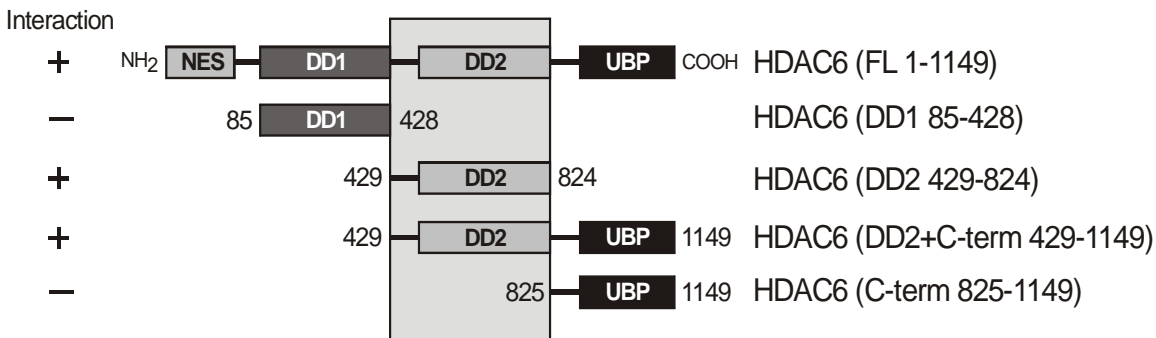 Interaction
+ NH2 NES DD1 DD2 UBP COOH HDAC6 (FL 1-1149)
– 85 DD1 428 HDAC6 (DD1 85-428)
+ 429 DD2 824 HDAC6 (DD2 429-824)
+ 429 DD2 UBP 1149 HDAC6 (DD2+C-term 429-1149)
– 825 UBP 1149 HDAC6 (C-term 825-1149)